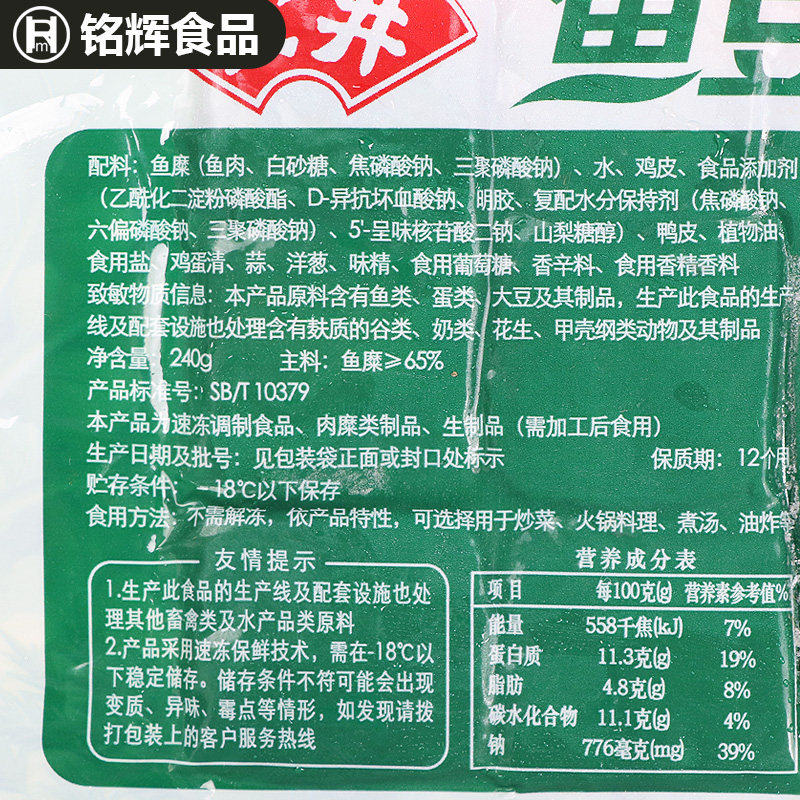 铭辉食品
井
鱼豆
配料：鱼糜（鱼肉、白砂糖、焦磷酸钠、三聚磷酸钠）、水、鸡皮、食品添加剂
（乙酰化二淀粉磷酸酯、D-异抗坏血酸钠、明胶、复配水分保持剂（焦磷酸钠、
六偏磷酸钠、三聚磷酸钠）、5'-呈味核苷酸二钠、山梨糖醇）、鸭皮、植物油、
食用盐、鸡蛋清、蒜、洋葱、味精、食用葡萄糖、香辛料、食用香精香料
致敏物质信息：本产品原料含有鱼类、蛋类、大豆及其制品，生产此食品的生产
线及配套设施也处理含有麸质的谷类、奶类、花生、甲壳纲类动物及其制品
净含量：240g 主料：鱼糜≥65%
产品标准号：SB/T 10379
本产品为速冻调制食品、肉糜类制品、生制品（需加工后食用）
生产日期及批号：见包装袋正面或封口处标示 保质期：12个月
贮存条件：-18℃以下保存
食用方法：不需解冻，依产品特性，可选择用于炒菜、火锅料理、煮汤、油炸等
友情提示
1.生产此食品的生产线及配套设施也处
理其他畜禽类及水产品类原料
2.产品采用速冻保鲜技术，需在-18℃以
下稳定储存。储存条件不符可能会出现
变质、异味、霉点等情形，如发现请拨
打包装上的客户服务热线
营养成分表
项目 每100克(g) 营养素参考值%
能量 558千焦(kJ) 7%
蛋白质 11.3克(g) 19%
脂肪 4.8克(g) 8%
碳水化合物 11.1克(g) 4%
钠 776毫克(mg) 39%